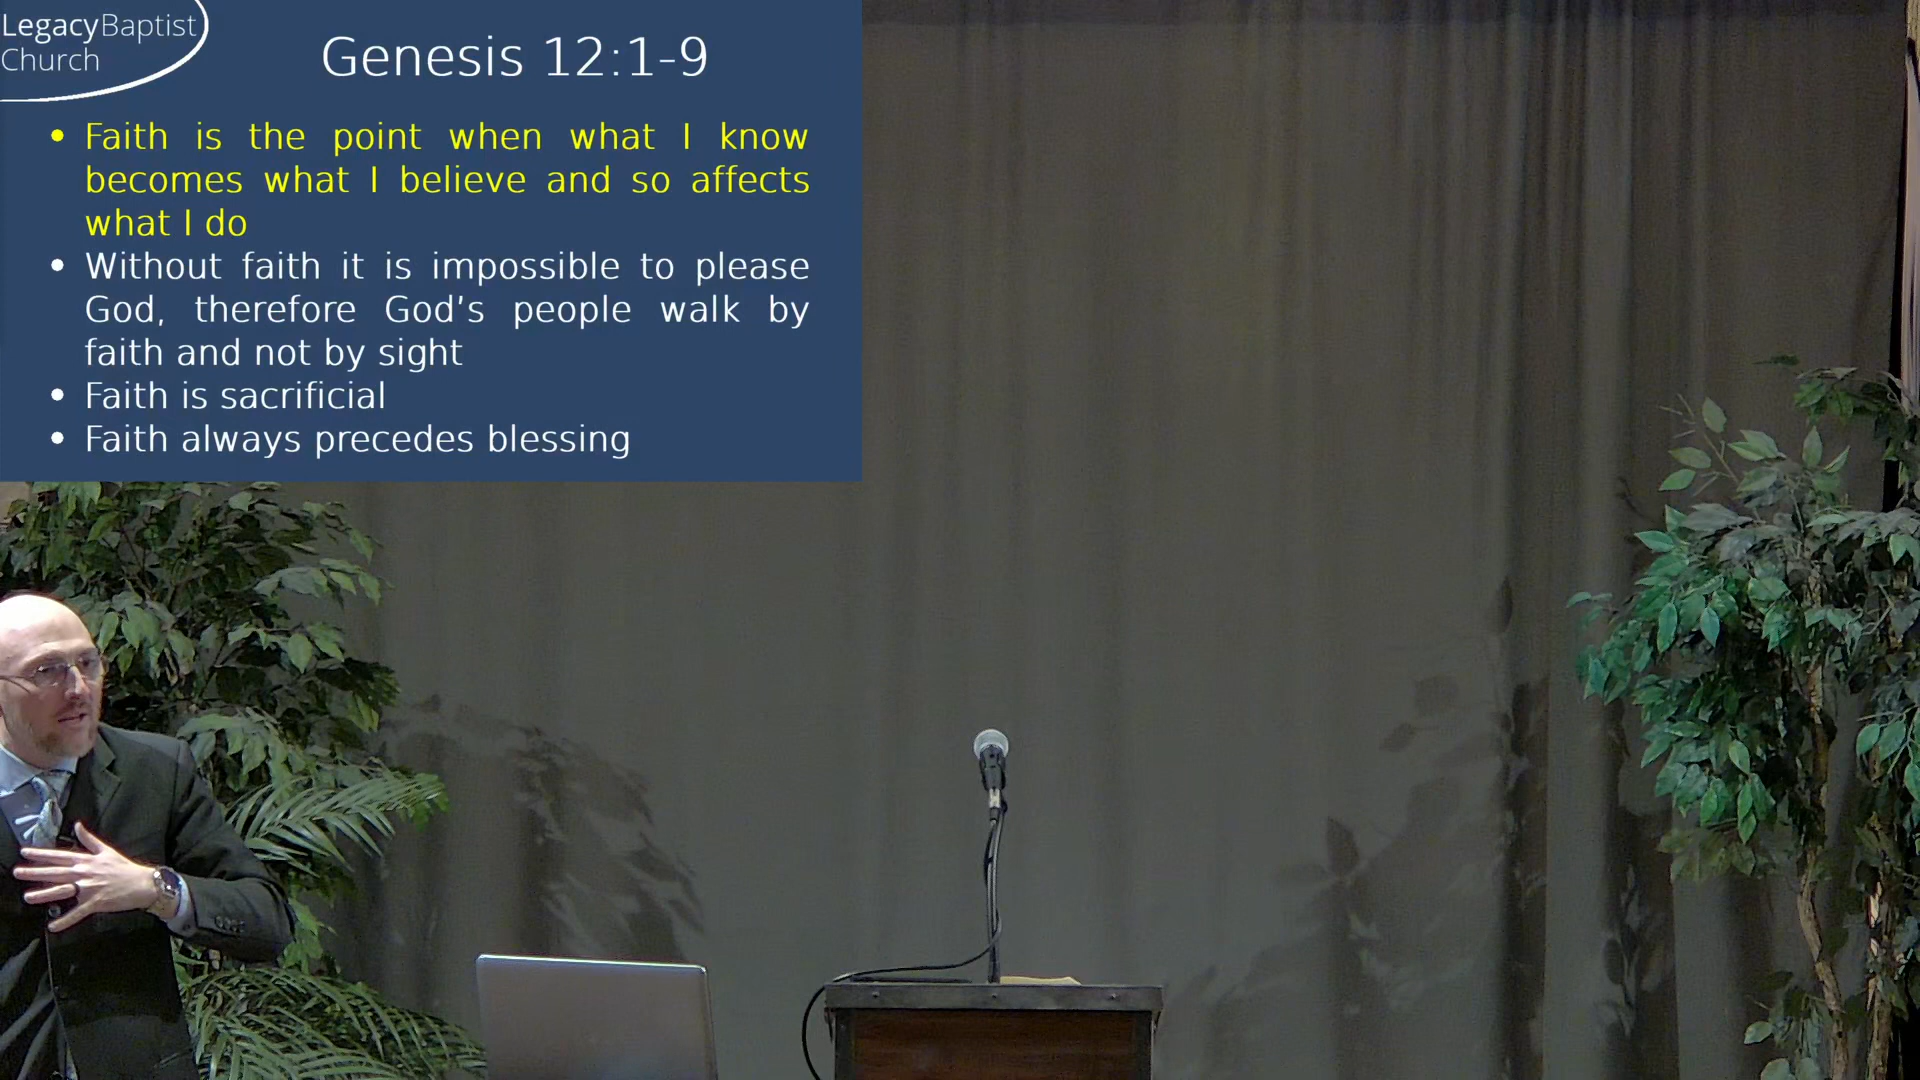 LegacyBaptist
Church
Genesis 12:1-9
• Faith is the point when what I know
becomes what I believe and so affects
what I do
• Without faith it is impossible to please
God, therefore God's people walk by
faith and not by sight
• Faith is sacrificial
• Faith always precedes blessing